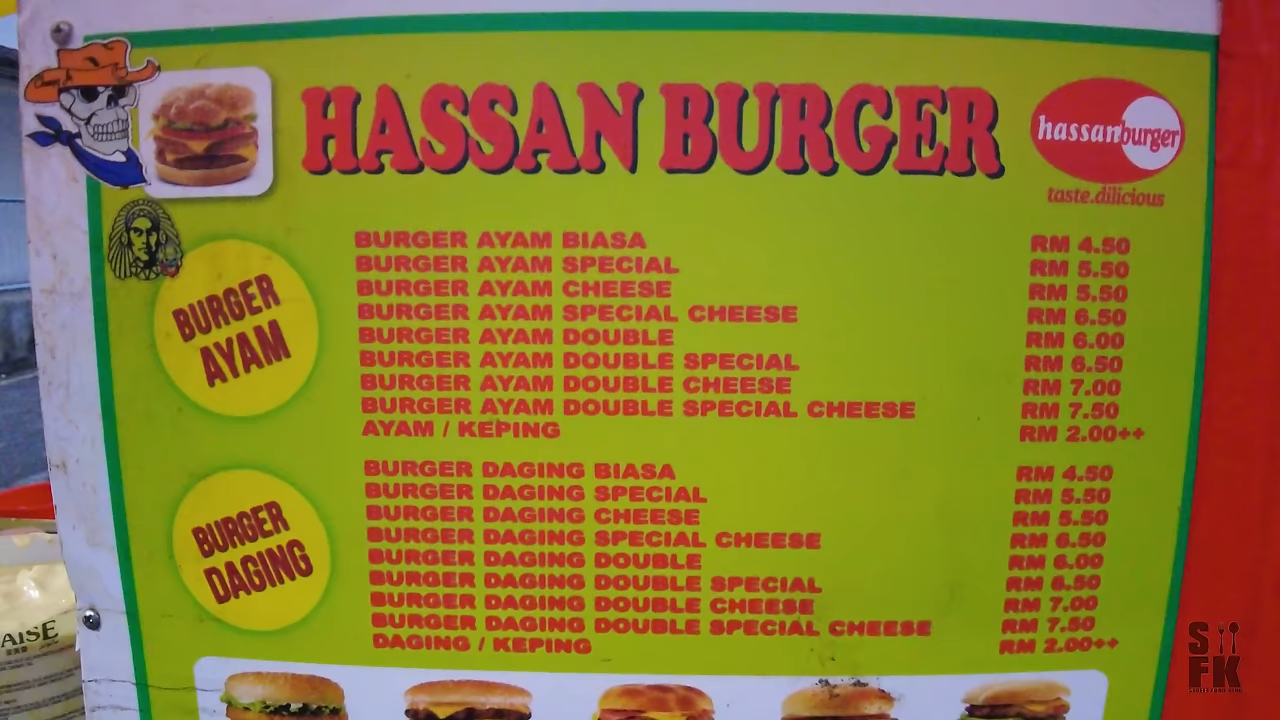 HASSAN BURGER
hassanburger
taste.dilicious
BURGER
AYAM
BURGER AYAM BIASA RM 4.50
BURGER AYAM SPECIAL RM 5.50
BURGER AYAM CHEESE RM 5.50
BURGER AYAM SPECIAL CHEESE RM 6.50
BURGER AYAM DOUBLE RM 6.00
BURGER AYAM DOUBLE SPECIAL RM 6.50
BURGER AYAM DOUBLE CHEESE RM 7.00
BURGER AYAM DOUBLE SPECIAL CHEESE RM 7.50
AYAM / KEPING RM 2.00++
BURGER
DAGING
BURGER DAGING BIASA RM 4.50
BURGER DAGING SPECIAL RM 5.50
BURGER DAGING CHEESE RM 5.50
BURGER DAGING SPECIAL CHEESE RM 6.50
BURGER DAGING DOUBLE RM 6.00
BURGER DAGING DOUBLE SPECIAL RM 6.50
BURGER DAGING DOUBLE CHEESE RM 7.00
BURGER DAGING DOUBLE SPECIAL CHEESE RM 7.50
DAGING / KEPING RM 2.00++
AISE
S
FK